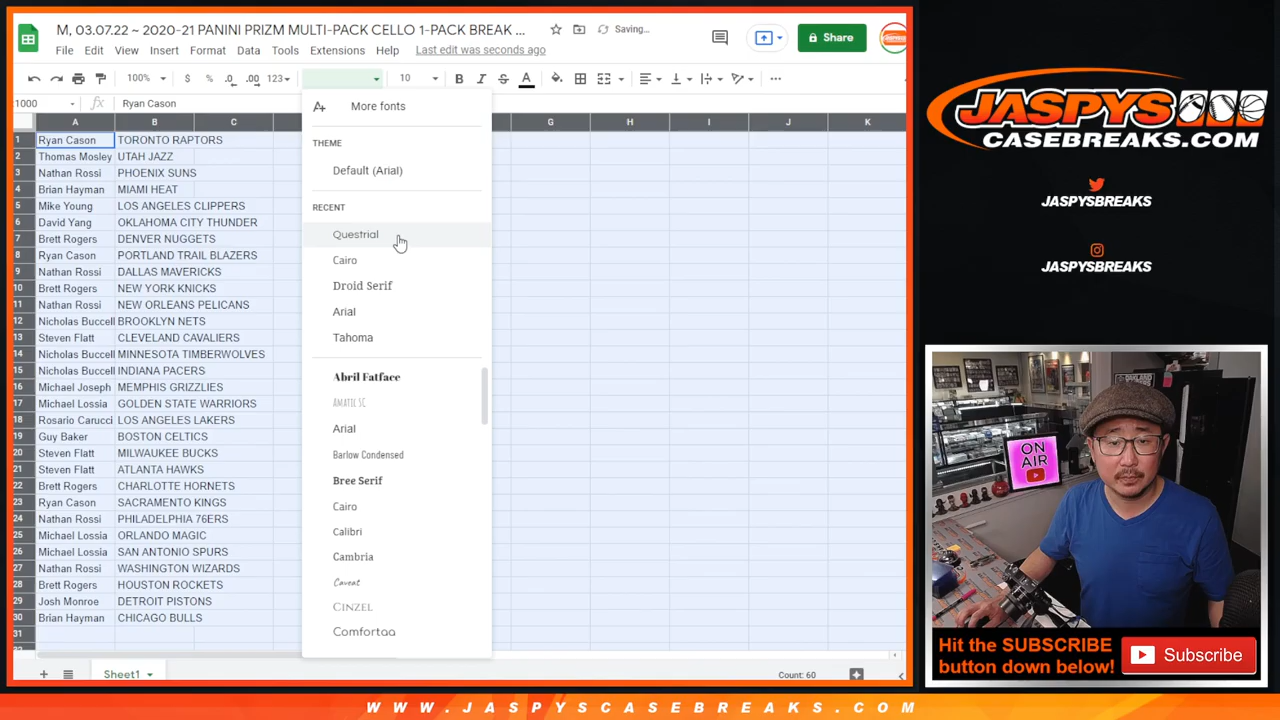 M, 03.07.22 ~ 2020-21 PANINI PRIZM MULTI-PACK CELLO 1-PACK BREAK ...
Saving...
Share
File Edit View Insert Format Data Tools Extensions Help Last edit was seconds ago
100% $ % .0 .00 123 10 B I S A
1000 fx Ryan Cason
A B C G H I J K
1 Ryan Cason TORONTO RAPTORS
2 Thomas Mosley UTAH JAZZ
3 Nathan Rossi PHOENIX SUNS
4 Brian Hayman MIAMI HEAT
5 Mike Young LOS ANGELES CLIPPERS
6 David Yang OKLAHOMA CITY THUNDER
7 Brett Rogers DENVER NUGGETS
8 Ryan Cason PORTLAND TRAIL BLAZERS
9 Nathan Rossi DALLAS MAVERICKS
10 Brett Rogers NEW YORK KNICKS
11 Nathan Rossi NEW ORLEANS PELICANS
12 Nicholas Buccell BROOKLYN NETS
13 Steven Flatt CLEVELAND CAVALIERS
14 Nicholas Buccell MINNESOTA TIMBERWOLVES
15 Nicholas Buccell INDIANA PACERS
16 Michael Joseph MEMPHIS GRIZZLIES
17 Michael Lossia GOLDEN STATE WARRIORS
18 Rosario Carucci LOS ANGELES LAKERS
19 Guy Baker BOSTON CELTICS
20 Steven Flatt MILWAUKEE BUCKS
21 Steven Flatt ATLANTA HAWKS
22 Brett Rogers CHARLOTTE HORNETS
23 Ryan Cason SACRAMENTO KINGS
24 Nathan Rossi PHILADELPHIA 76ERS
25 Michael Lossia ORLANDO MAGIC
26 Michael Lossia SAN ANTONIO SPURS
27 Nathan Rossi WASHINGTON WIZARDS
28 Brett Rogers HOUSTON ROCKETS
29 Josh Monroe DETROIT PISTONS
30 Brian Hayman CHICAGO BULLS
31
More fonts
THEME
Default (Arial)
RECENT
Questrial
Cairo
Droid Serif
Arial
Tahoma
Abril Fatface
AMATIC SC
Arial
Barlow Condensed
Bree Serif
Cairo
Calibri
Cambria
Caveat
CINZEL
Comfortaa
Sheet1
Count: 60
JASPYS
CASEBREAKS.COM
JASPYSBREAKS
JASPYSBREAKS
OAKLAND
ON
AIR
Hit the SUBSCRIBE
button down below!
Subscribe
WWW.JASPYSCASEBREAKS.COM